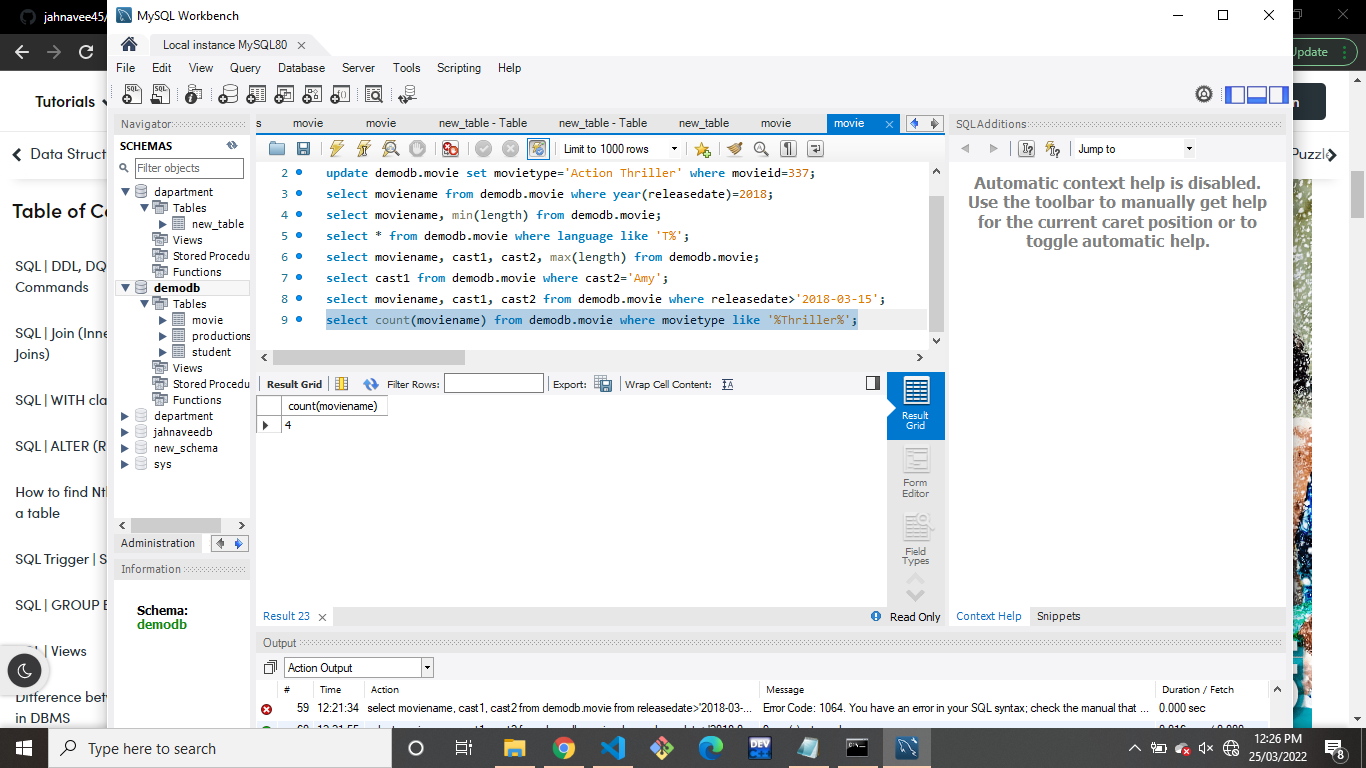 jahnavee45/
MySQL Workbench
Update
Local instance MySQL80
File Edit View Query Database Server Tools Scripting Help
Tutorials
Data Struct
Puzzle
Table of Co
SQL | DDL, DQ
Commands
SQL | Join (Inne
Joins)
SQL | WITH cla
SQL | ALTER (R
How to find Nth
a table
SQL Trigger | S
SQL | GROUP B
SQL | Views
Difference betw
in DBMS
Navigator
SCHEMAS
Filter objects
dapartment
Tables
new_table
Views
Stored Procedu
Functions
demodb
Tables
movie
productions
student
Views
Stored Procedu
Functions
department
jahnaveedb
new_schema
sys
Administration
Information
Schema:
demodb
s movie movie new_table - Table new_table - Table new_table movie movie
Limit to 1000 rows
2 update demodb.movie set movietype='Action Thriller' where movieid=337;
3 select moviename from demodb.movie where year(releasedate)=2018;
4 select moviename, min(length) from demodb.movie;
5 select * from demodb.movie where language like 'T%';
6 select moviename, cast1, cast2, max(length) from demodb.movie;
7 select cast1 from demodb.movie where cast2='Amy';
8 select moviename, cast1, cast2 from demodb.movie where releasedate>'2018-03-15';
9 select count(moviename) from demodb.movie where movietype like '%Thriller%';
Result Grid Filter Rows: Export: Wrap Cell Content:
count(moviename)
4
Result
Grid
Form
Editor
Field
Types
Result 23
Read Only
SQLAdditions
Jump to
Automatic context help is disabled.
Use the toolbar to manually get help
for the current caret position or to
toggle automatic help.
Context Help Snippets
Output
Action Output
# Time Action Message Duration / Fetch
59 12:21:34 select moviename, cast1, cast2 from demodb.movie from releasedate>'2018-03-... Error Code: 1064. You have an error in your SQL syntax; check the manual that ... 0.000 sec
Type here to search
DEV
12:26 PM
25/03/2022
8